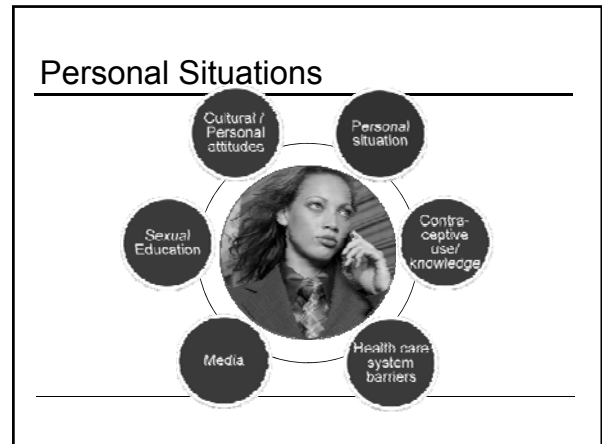 Personal Situations
Cultural /
Personal
attitudes
Personal
situation
Sexual
Education
Contra-
ceptive
use/
knowledge
Media
Health care
system
barriers